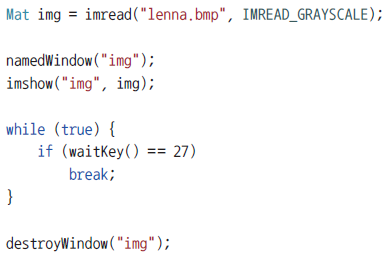 Mat img = imread("lenna.bmp", IMREAD_GRAYSCALE);
namedWindow("img");
imshow("img", img);
while (true) {
    if (waitKey() == 27)
        break;
}
destroyWindow("img");